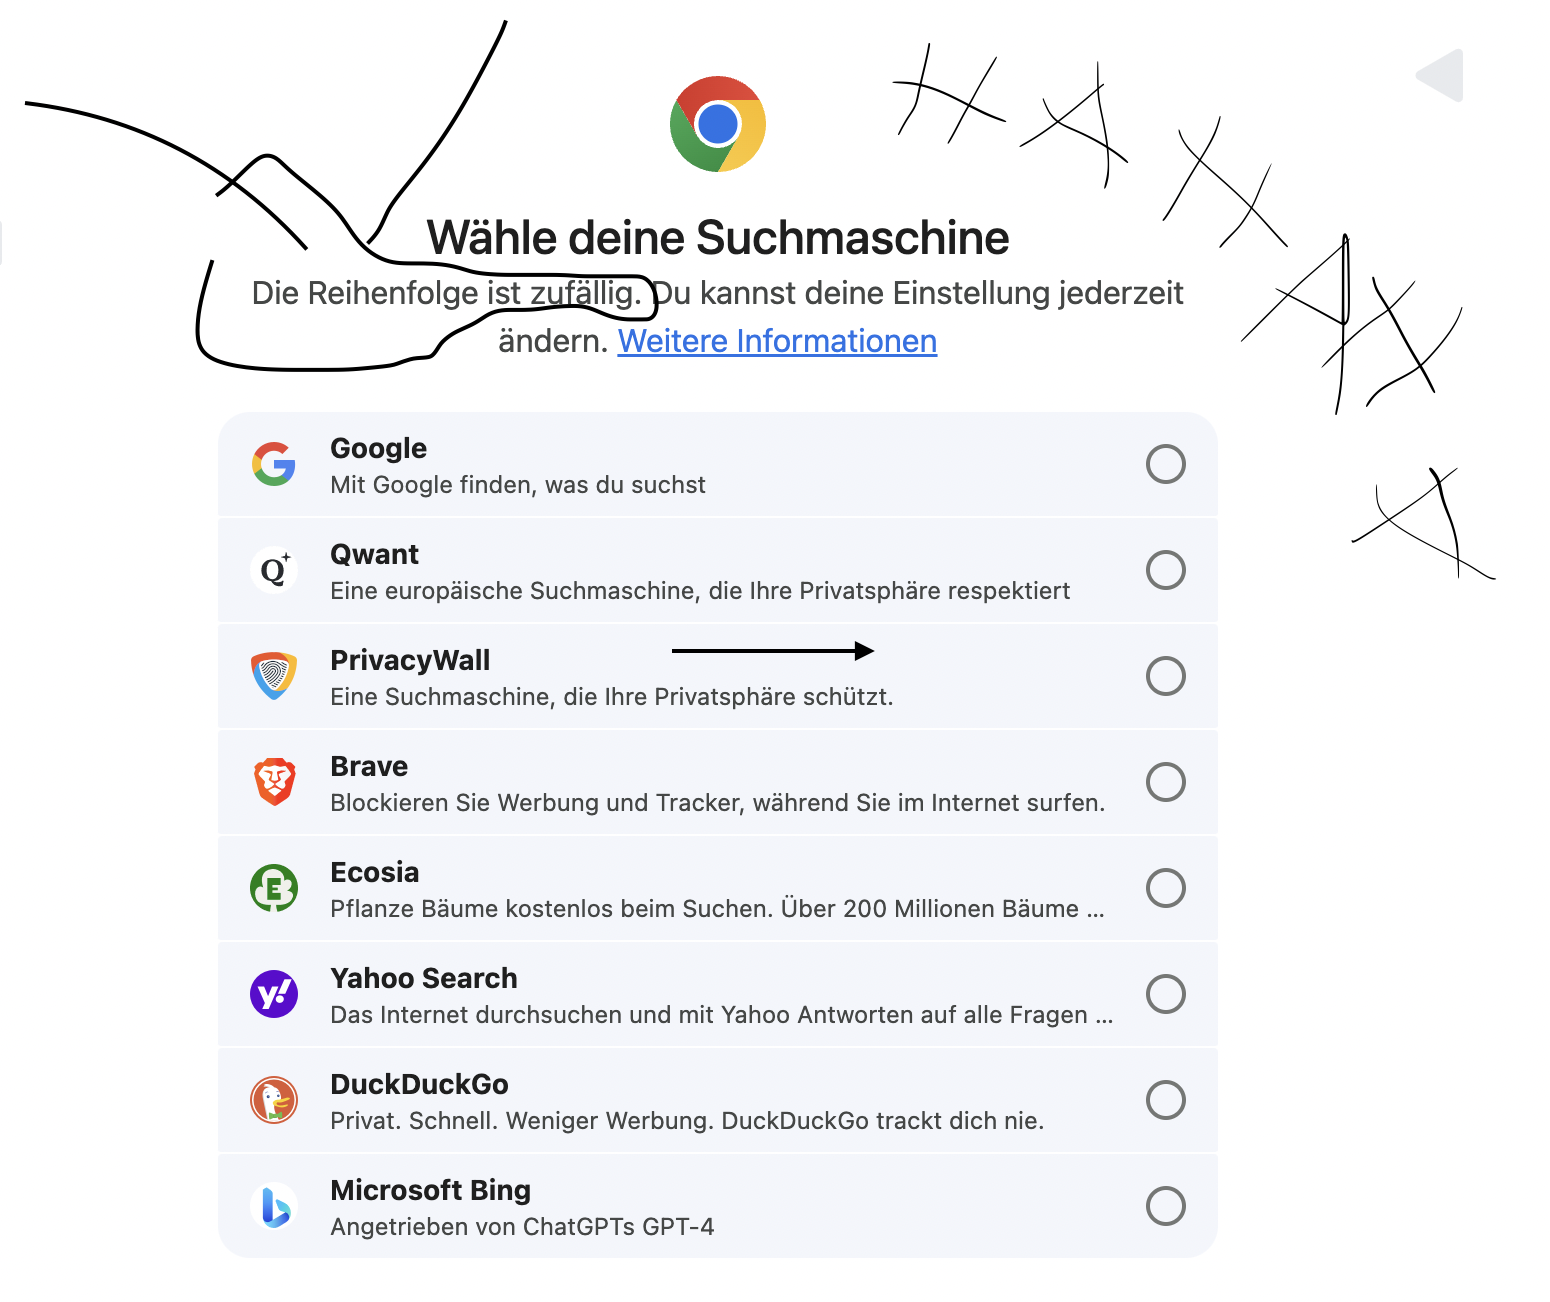 HAHAHA
Wähle deine Suchmaschine
Die Reihenfolge ist zufällig. Du kannst deine Einstellung jederzeit
ändern. Weitere Informationen
Google
Mit Google finden, was du suchst
Qwant
Eine europäische Suchmaschine, die Ihre Privatsphäre respektiert
PrivacyWall
Eine Suchmaschine, die Ihre Privatsphäre schützt.
Brave
Blockieren Sie Werbung und Tracker, während Sie im Internet surfen.
Ecosia
Pflanze Bäume kostenlos beim Suchen. Über 200 Millionen Bäume ...
Yahoo Search
Das Internet durchsuchen und mit Yahoo Antworten auf alle Fragen ...
DuckDuckGo
Privat. Schnell. Weniger Werbung. DuckDuckGo trackt dich nie.
Microsoft Bing
Angetrieben von ChatGPTs GPT-4